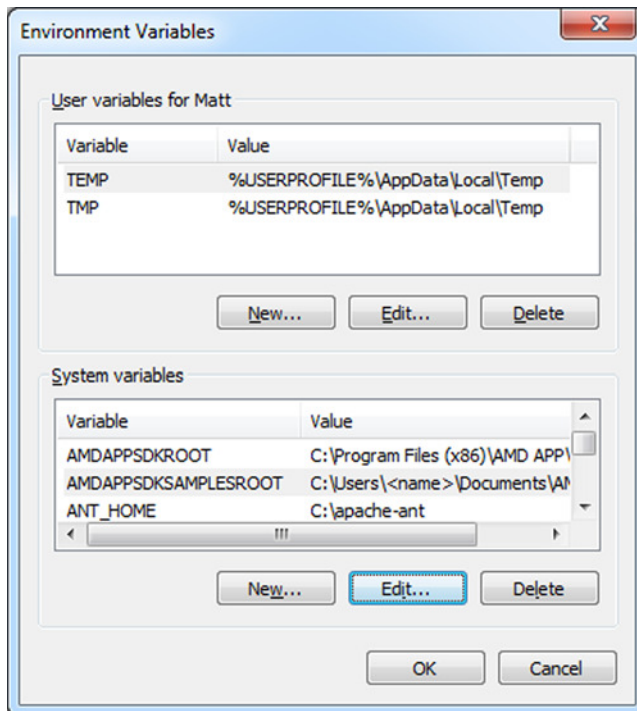 Environment Variables
User variables for Matt
Variable Value
TEMP %USERPROFILE%\AppData\Local\Temp
TMP %USERPROFILE%\AppData\Local\Temp
New... Edit... Delete
System variables
Variable Value
AMDAPPSDKROOT C:\Program Files (x86)\AMD APP\
AMDAPPSDKSAMPLESROOT C:\Users\<name>\Documents\AM
ANT_HOME C:\apache-ant
New... Edit... Delete
OK Cancel